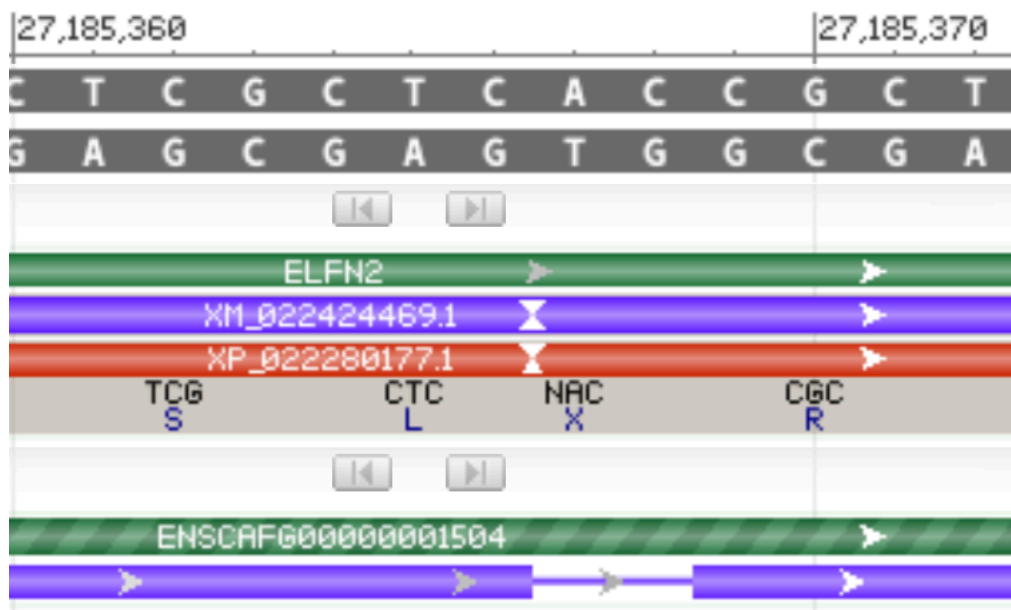 27,185,360 27,185,370
C T C G C T C A C C G C T
G A G C G A G T G G C G A
ELFN2
XM_022424469.1
XP_022280177.1
TCG CTC NAC CGC
S L X R
ENSCAFG00000001504